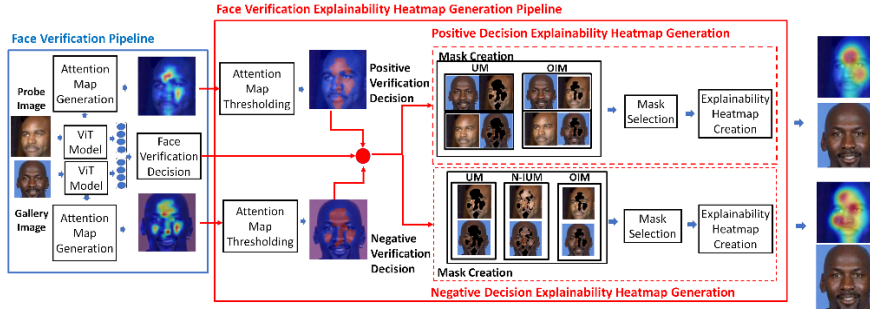 Face Verification Explainability Heatmap Generation Pipeline
Face Verification Pipeline
Positive Decision Explainability Heatmap Generation
Attention
Map
Generation
Probe
Image
ViT
Model
ViT
Model
Face
Verification
Decision
Gallery
Image
Attention
Map
Generation
Attention
Map
Thresholding
Positive
Verification
Decision
Attention
Map
Thresholding
Negative
Verification
Decision
Mask Creation
UM
OIM
Mask
Selection
Explainability
Heatmap
Creation
UM
N-IUM
OIM
Mask Creation
Mask
Selection
Explainability
Heatmap
Creation
Negative Decision Explainability Heatmap Generation